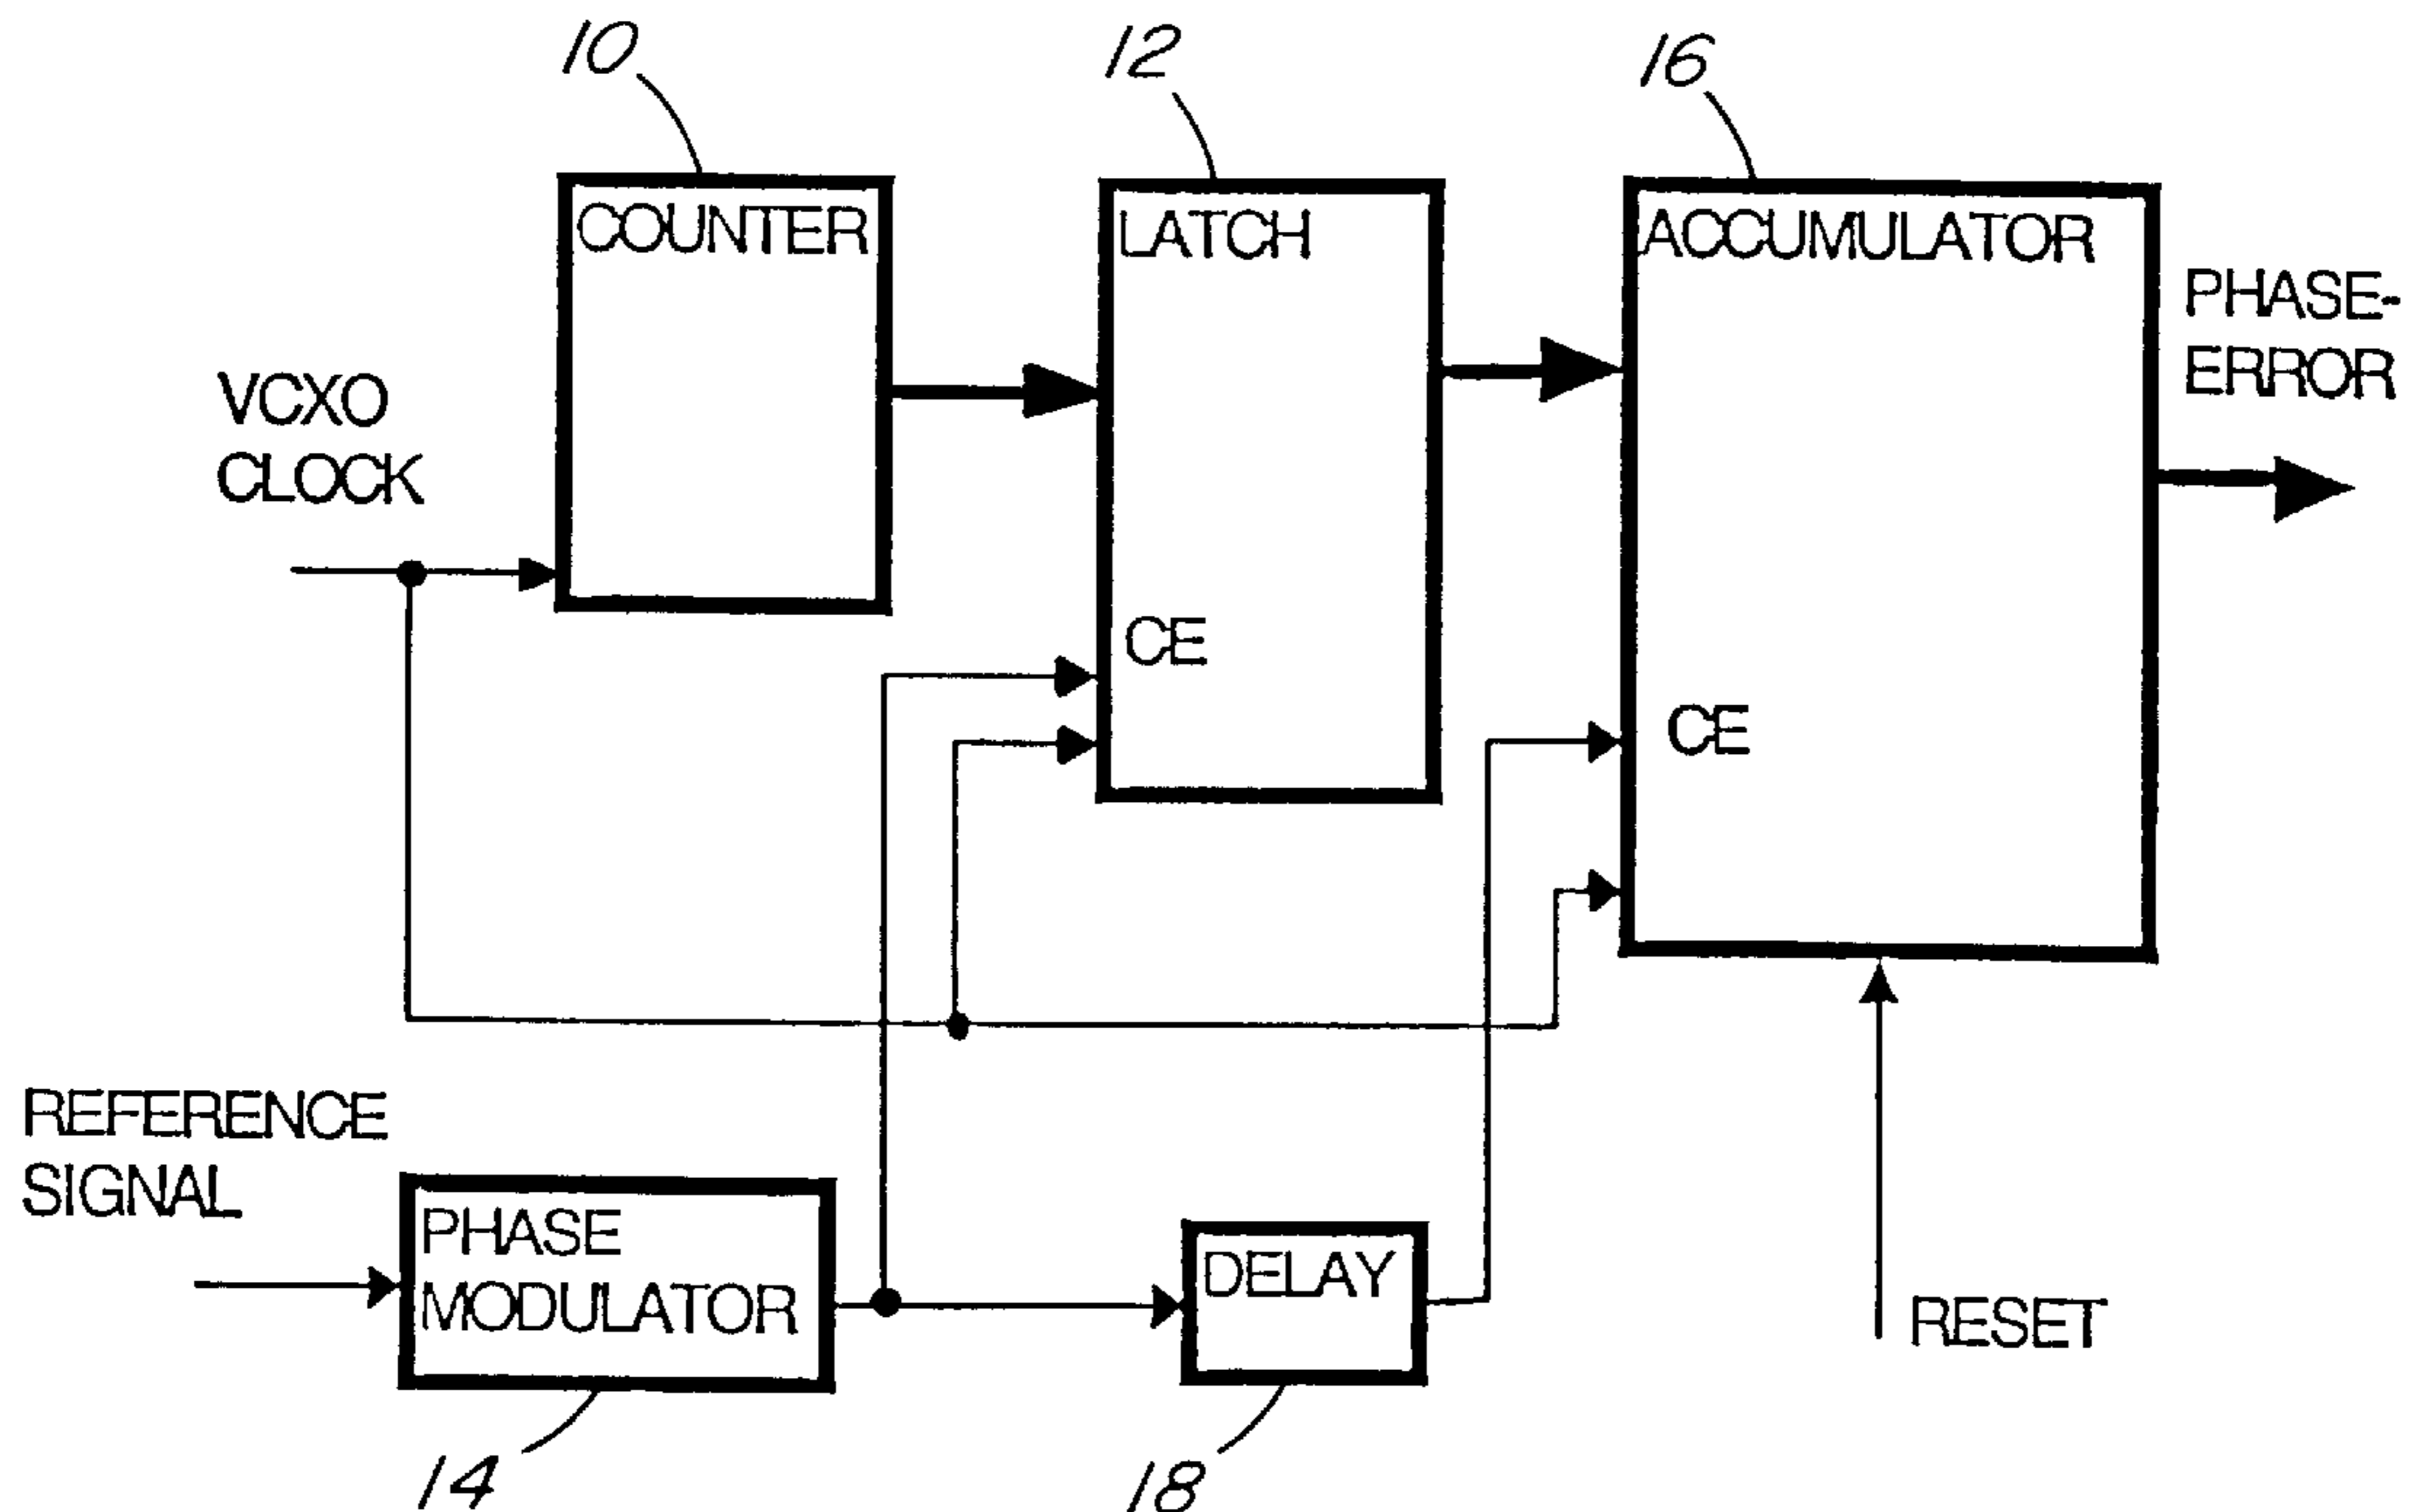 10
12
16
COUNTER
LATCH
ACCUMULATOR
PHASE-
ERROR
VCXO
CLOCK
CE
CE
REFERENCE
SIGNAL
PHASE
MODULATOR
DELAY
RESET
14
18